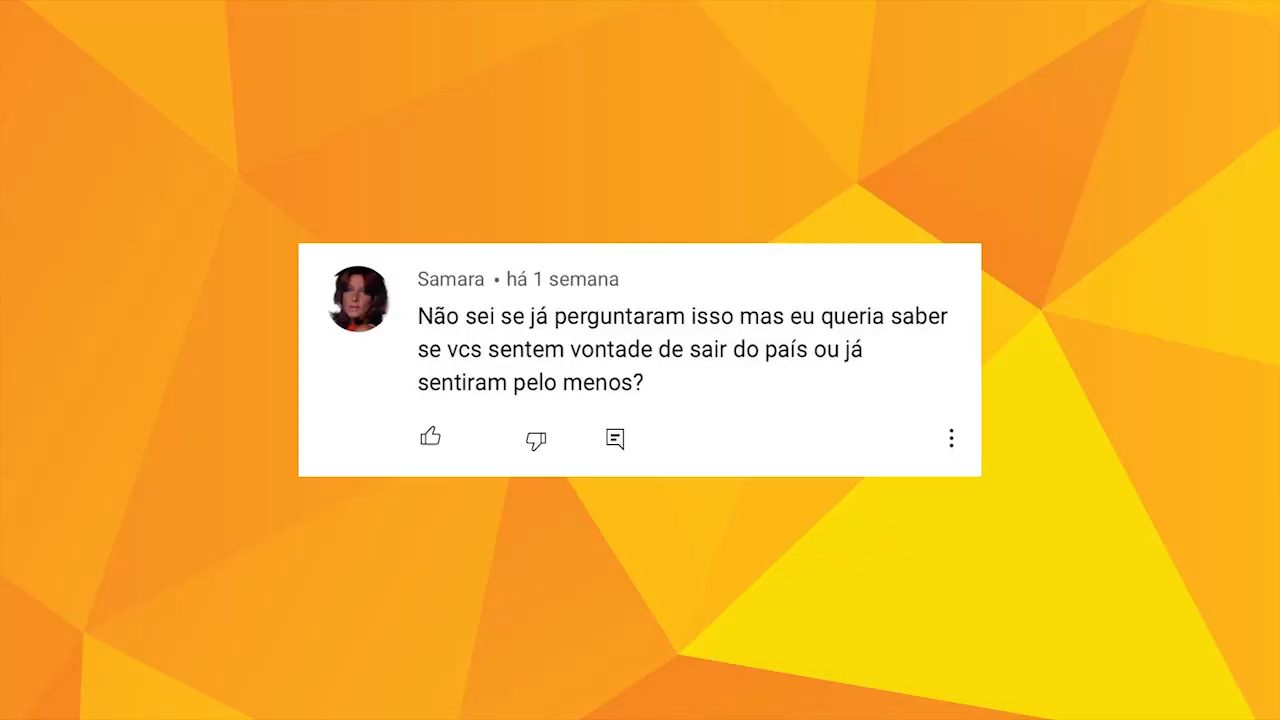 Samara • há 1 semana
Não sei se já perguntaram isso mas eu queria saber
se vcs sentem vontade de sair do país ou já
sentiram pelo menos?